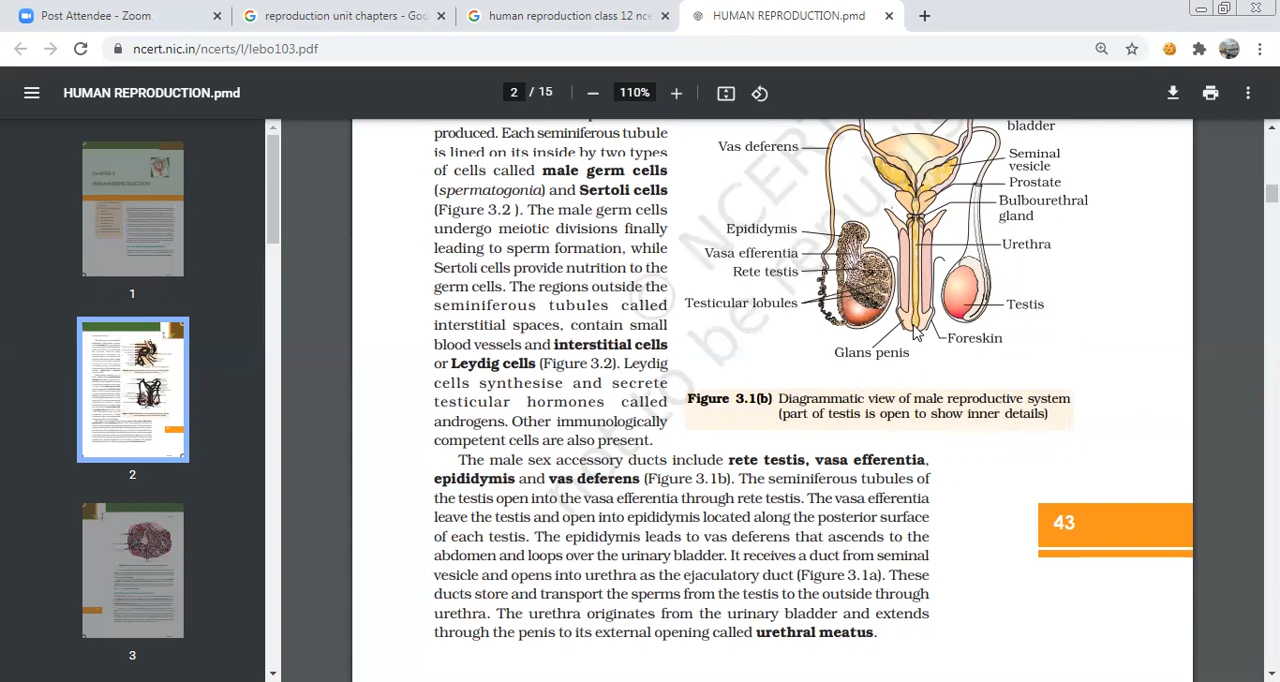 Post Attendee - Zoom
reproduction unit chapters - Goo
human reproduction class 12 nce
HUMAN REPRODUCTION.pmd
ncert.nic.in/ncerts/l/lebo103.pdf
HUMAN REPRODUCTION.pmd
2 / 15
110%
1
2
3
produced. Each seminiferous tubule
is lined on its inside by two types
of cells called male germ cells
(spermatogonia) and Sertoli cells
(Figure 3.2 ). The male germ cells
undergo meiotic divisions finally
leading to sperm formation, while
Sertoli cells provide nutrition to the
germ cells. The regions outside the
seminiferous tubules called
interstitial spaces, contain small
blood vessels and interstitial cells
or Leydig cells (Figure 3.2). Leydig
cells synthesise and secrete
testicular hormones called
androgens. Other immunologically
competent cells are also present.
bladder
Vas deferens
Seminal
vesicle
Prostate
Bulbourethral
gland
Epididymis
Urethra
Vasa efferentia
Rete testis
Testicular lobules
Testis
Foreskin
Glans penis
Figure 3.1(b) Diagrammatic view of male reproductive system
(part of testis is open to show inner details)
The male sex accessory ducts include rete testis, vasa efferentia,
epididymis and vas deferens (Figure 3.1b). The seminiferous tubules of
the testis open into the vasa efferentia through rete testis. The vasa efferentia
leave the testis and open into epididymis located along the posterior surface
of each testis. The epididymis leads to vas deferens that ascends to the
abdomen and loops over the urinary bladder. It receives a duct from seminal
vesicle and opens into urethra as the ejaculatory duct (Figure 3.1a). These
ducts store and transport the sperms from the testis to the outside through
urethra. The urethra originates from the urinary bladder and extends
through the penis to its external opening called urethral meatus.
43
© NCERT
not to be republished